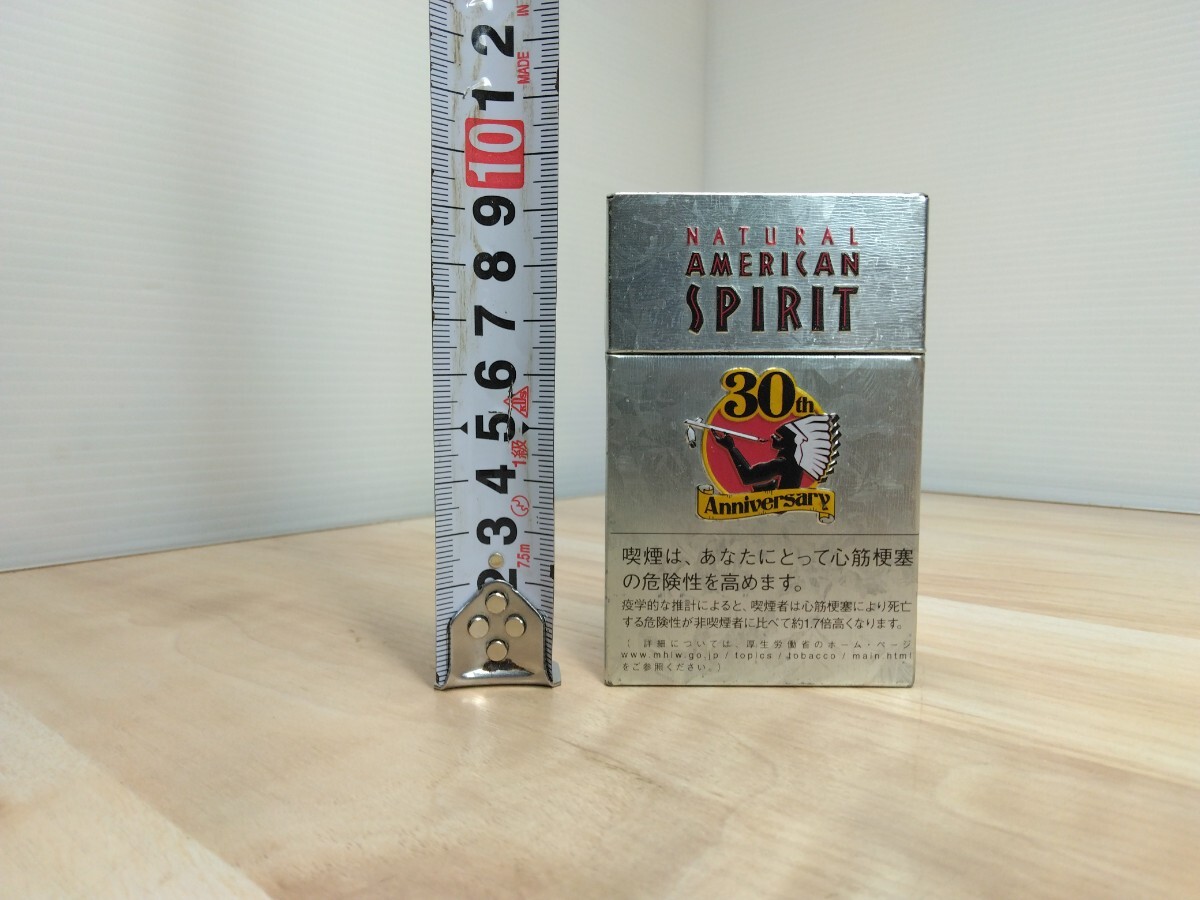 2
1
10
9
8
7
6
5
4
3
2
MADE IN
1級
7.5m
NATURAL
AMERICAN
SPIRIT
30th
Anniversary
喫煙は、あなたにとって心筋梗塞
の危険性を高めます。
疫学的な推計によると、喫煙者は心筋梗塞により死亡
する危険性が非喫煙者に比べて約1.7倍高くなります。
( 詳細については、厚生労働省のホーム・ページ
www.mhlw.go.jp / topics / tobacco / main.html
をご参照ください。)